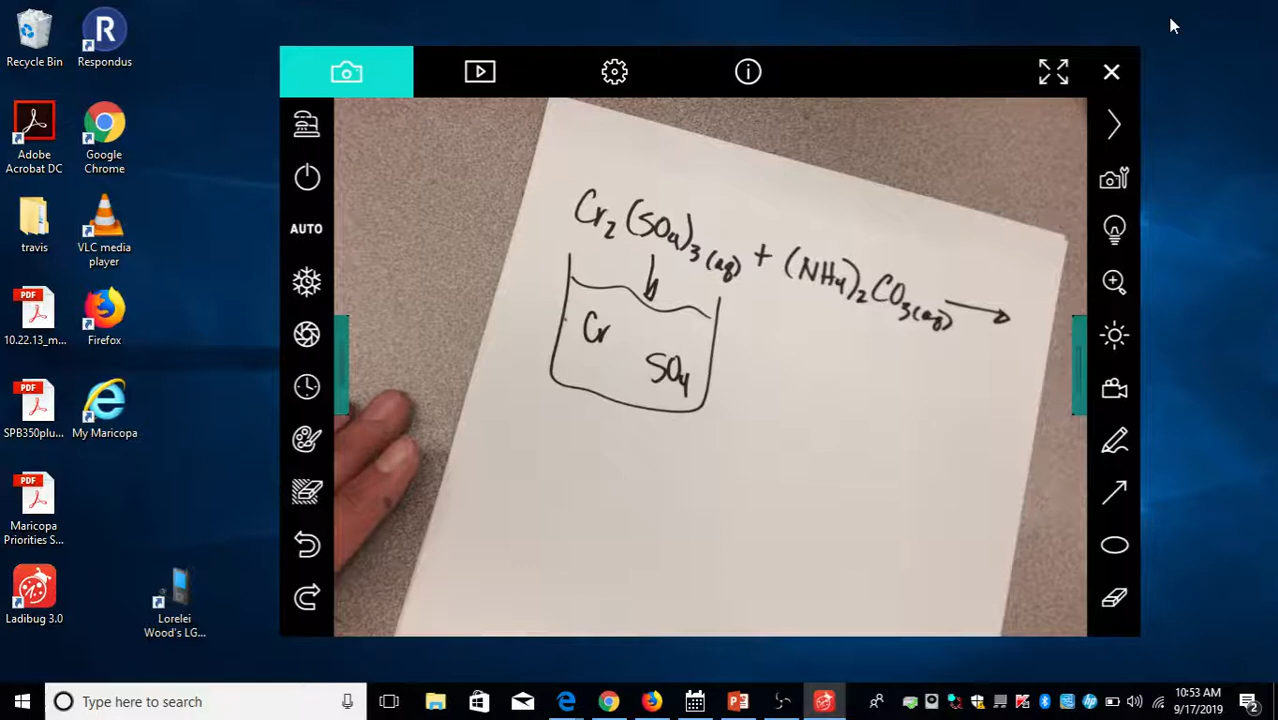 Recycle Bin
Respondus
Adobe Acrobat DC
Google Chrome
travis
VLC media player
10.22.13_m...
Firefox
SPB350plu...
My Maricopa
Maricopa Priorities S...
Ladibug 3.0
Lorelei Wood's LG...
AUTO
Cr₂(SO₄)₃(aq) + (NH₄)₂CO₃(aq) →
Cr
SO₄
Type here to search
10:53 AM
9/17/2019
2